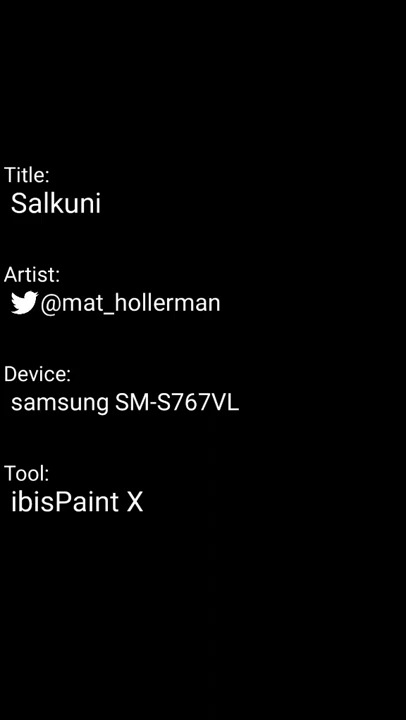 Title:
Salkuni
Artist:
@mat_hollerman
Device:
samsung SM-S767VL
Tool:
ibisPaint X